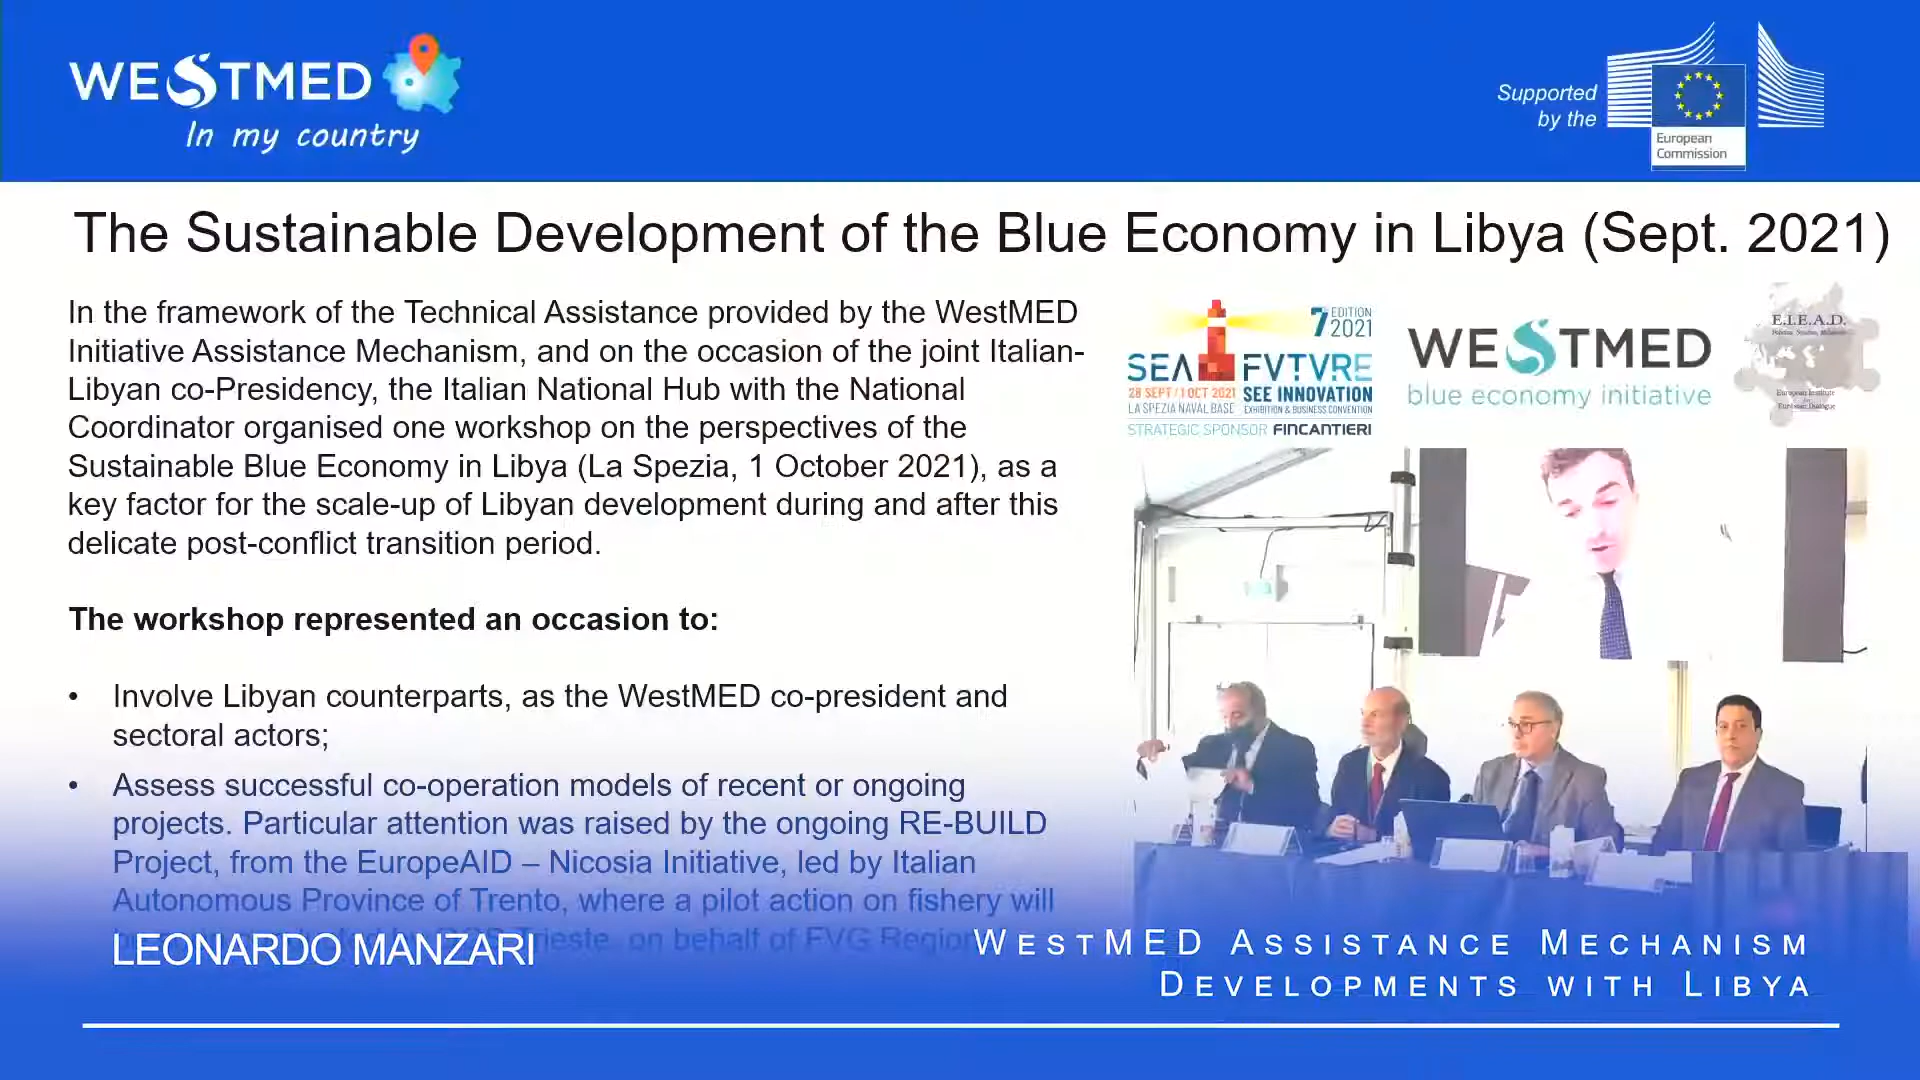 WESTMED
In my country
Supported
by the
European
Commission
The Sustainable Development of the Blue Economy in Libya (Sept. 2021)
In the framework of the Technical Assistance provided by the WestMED
Initiative Assistance Mechanism, and on the occasion of the joint Italian-
Libyan co-Presidency, the Italian National Hub with the National
Coordinator organised one workshop on the perspectives of the
Sustainable Blue Economy in Libya (La Spezia, 1 October 2021), as a
key factor for the scale-up of Libyan development during and after this
delicate post-conflict transition period.
The workshop represented an occasion to:
• Involve Libyan counterparts, as the WestMED co-president and
sectoral actors;
• Assess successful co-operation models of recent or ongoing
projects. Particular attention was raised by the ongoing RE-BUILD
Project, from the EuropeAID – Nicosia Initiative, led by Italian
Autonomous Province of Trento, where a pilot action on fishery will
Trieste, on behalf of FVG Region
7 EDITION
2021
SEA FVTVRE
28 SEPT / 1 OCT 2021 SEE INNOVATION
LA SPEZIA NAVAL BASE EXHIBITION & BUSINESS CONVENTION
STRATEGIC SPONSOR FINCANTIERI
WESTMED
blue economy initiative
E.I.E.A.D.
European Institute
Dialogue
LEONARDO MANZARI
WESTMED ASSISTANCE MECHANISM
DEVELOPMENTS WITH LIBYA